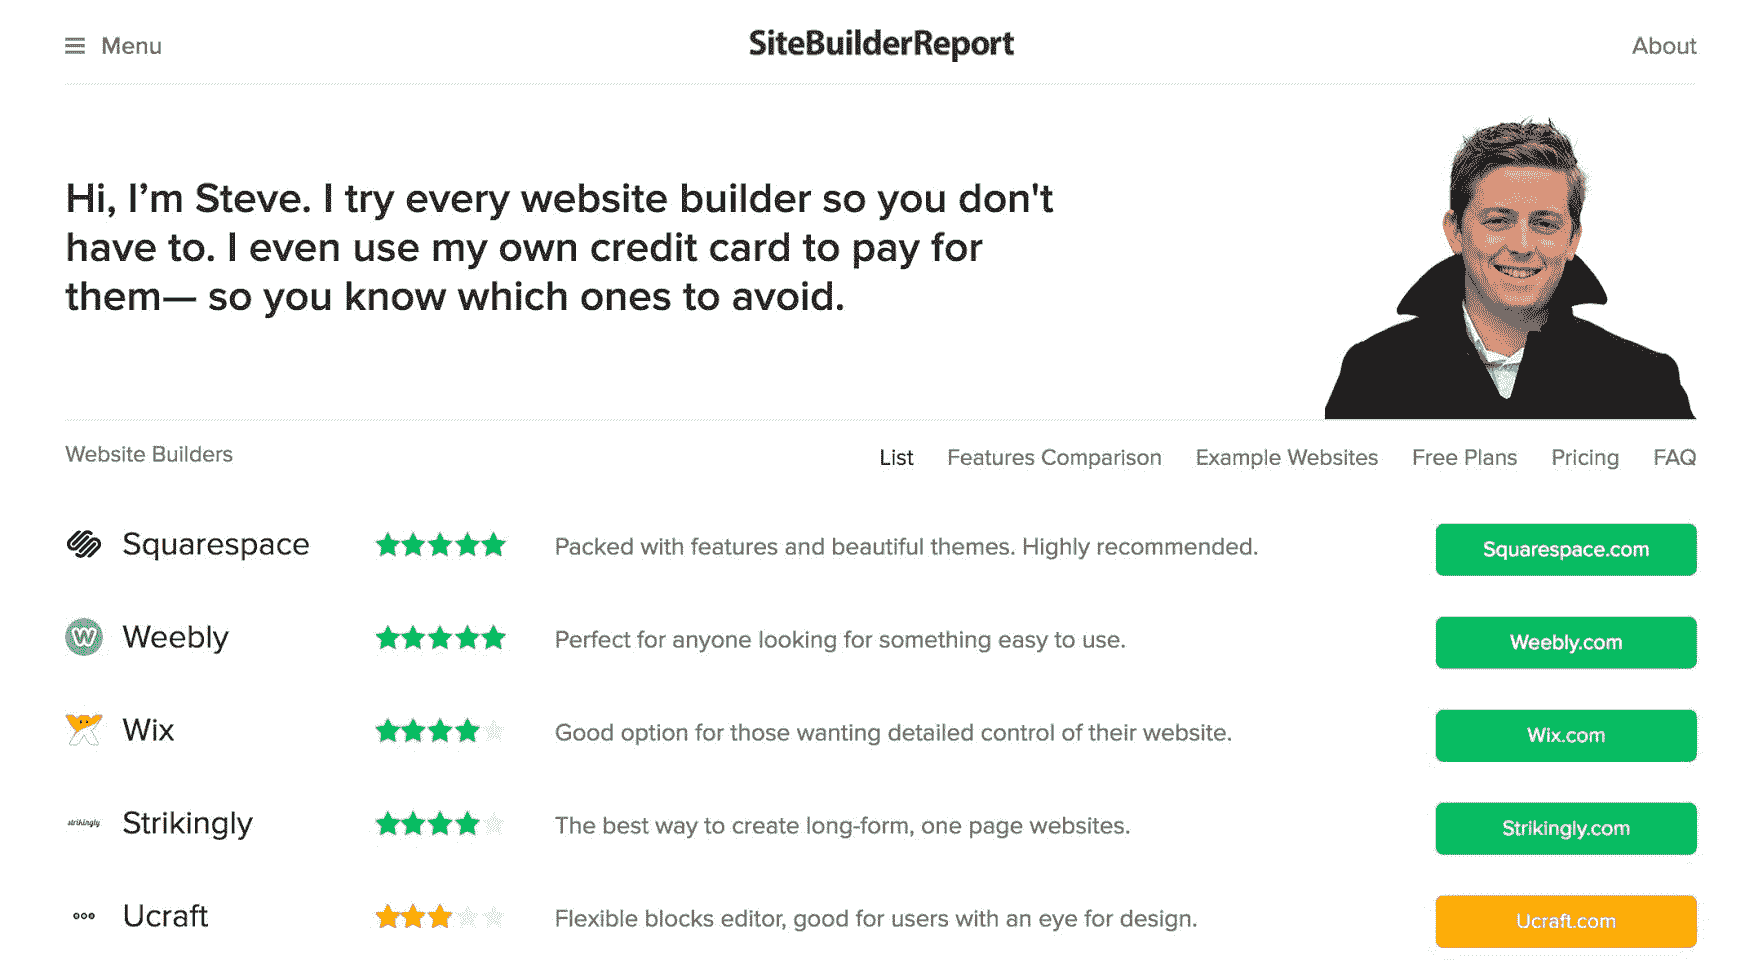 Menu
SiteBuilderReport
About
Hi, I’m Steve. I try every website builder so you don't
have to. I even use my own credit card to pay for
them— so you know which ones to avoid.
Website Builders
List Features Comparison Example Websites Free Plans Pricing FAQ
Squarespace Packed with features and beautiful themes. Highly recommended. Squarespace.com
W Weebly Perfect for anyone looking for something easy to use. Weebly.com
Wix Good option for those wanting detailed control of their website. Wix.com
strikingly Strikingly The best way to create long-form, one page websites. Strikingly.com
Ucraft Flexible blocks editor, good for users with an eye for design. Ucraft.com